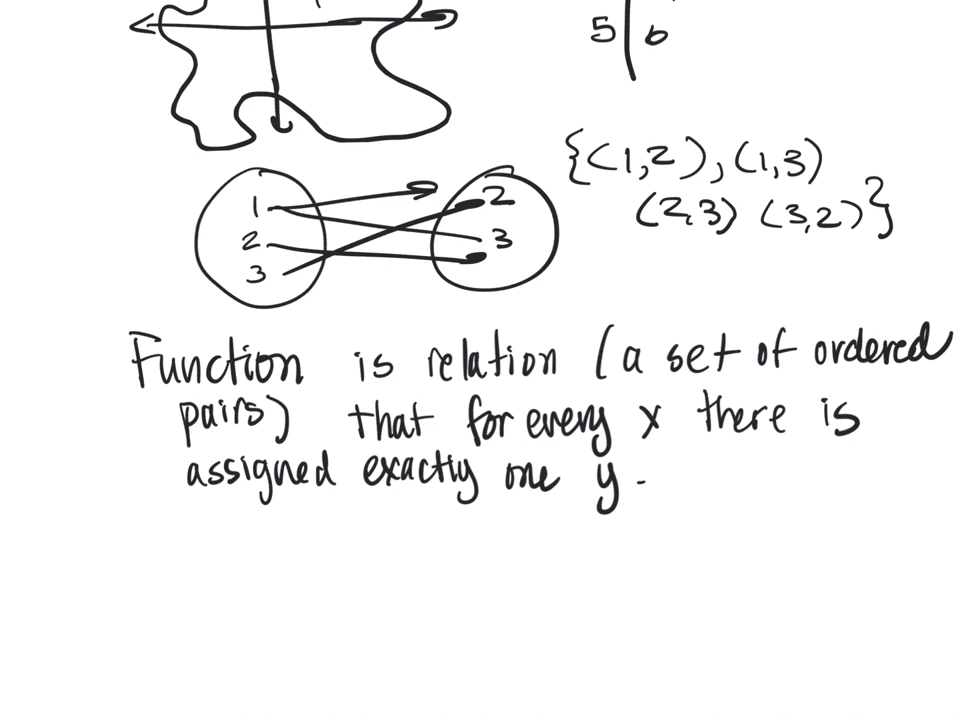 5 6
{(1,2), (1,3)
(2,3) (3,2)}
1
2
3
2
3
Function is relation (a set of ordered
pairs) that for every x there is
assigned exactly one y.